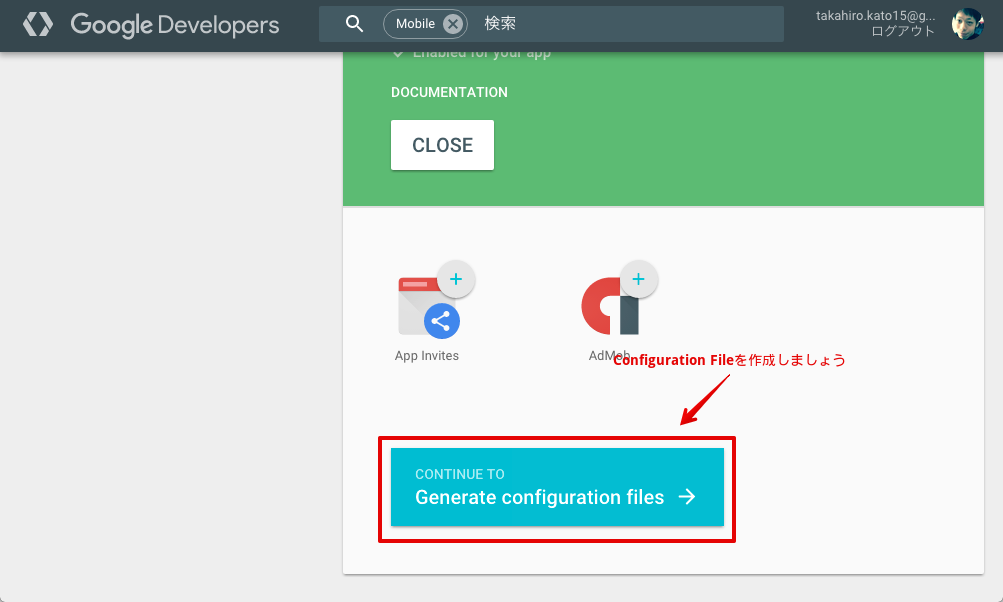 Google Developers
Mobile
検索
takahiro.kato15@g...
ログアウト
Enabled for your app
DOCUMENTATION
CLOSE
App Invites
AdMob
Configuration Fileを作成しましょう
CONTINUE TO
Generate configuration files